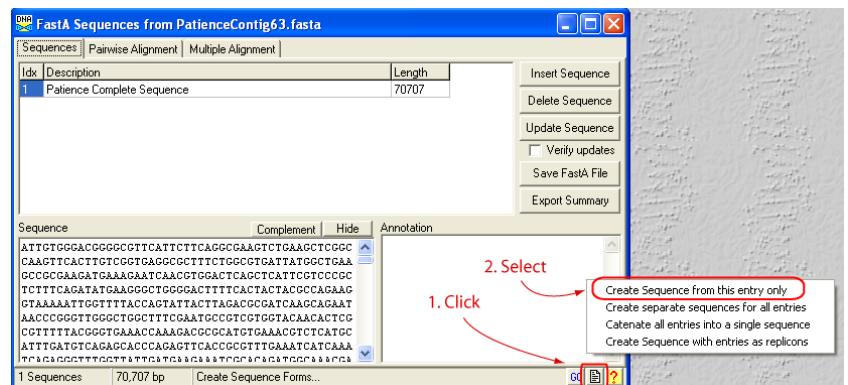 FastA Sequences from PatienceContig63.fasta
Sequences Pairwise Alignment Multiple Alignment
Idx Description Length
1 Patience Complete Sequence 70707
Insert Sequence
Delete Sequence
Update Sequence
Verify updates
Save FastA File
Export Summary
Sequence Complement Hide Annotation
ATTGTGGGACGGGGCGTTCATTCTTCAGGCGAAGTCTGAAGCTCGGC
CAAGTTCACTTGTCGGTGAGGCGCTTTCTGGCGTGATTATGGCTGAA
GCCGCGAAGATGAAAGAATCAACGTGGACTCAGCTCATTCGTCCCGC
TCTTTCAGATATGAAGGGCTGGGGACTTTTCACTACTACGCCAGAAG
GTAAAAATTGGTTTTACCAGTATTACTTAGACGCGATCAAGCAGAAT
AACCCGGGTTGGGCTGGCTTTCGAATGCCGTCGTGGTACAACACTCG
CGTTTTTACGGGTGAAACCAAAGACGCGCATGTGAAACGTCTCATGC
ATTTGATGTCAGAGCACCCAGAGTTCACCGCGTTTGAAATCATCAAA
TCAGAGGGTTTGGTTATTGATGAAGAAATCGCACAGATGGCAAACGA
2. Select
1. Click
Create Sequence from this entry only
Create separate sequences for all entries
Catenate all entries into a single sequence
Create Sequence with entries as replicons
1 Sequences 70,707 bp Create Sequence Forms... ?